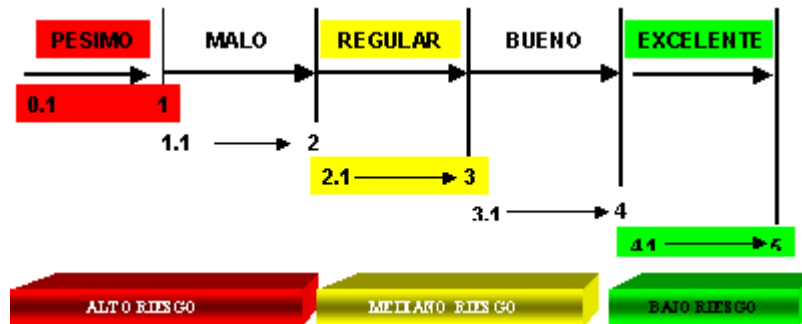 PESIMO MALO REGULAR BUENO EXCELENTE
0.1 1
1.1 2
2.1 3
3.1 4
4.1 5
ALTO RIESGO MEDIANO RIESGO BAJO RIESGO